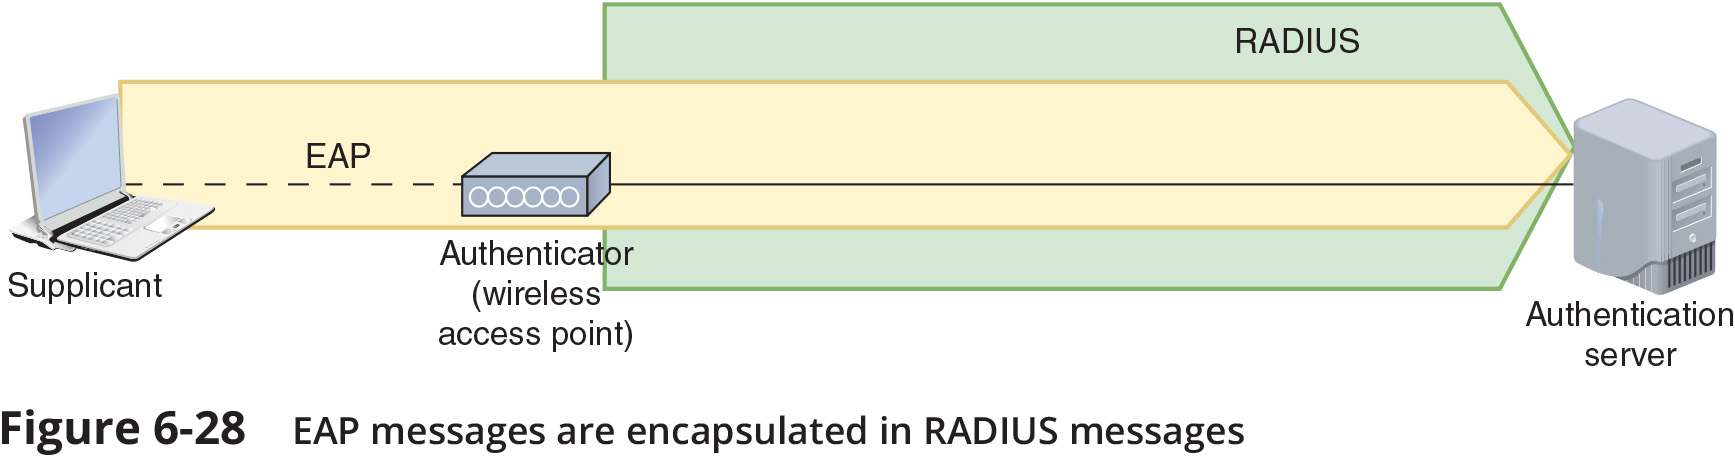 RADIUS
EAP
Supplicant
Authenticator
(wireless
access point)
Authentication
server
Figure 6-28 EAP messages are encapsulated in RADIUS messages